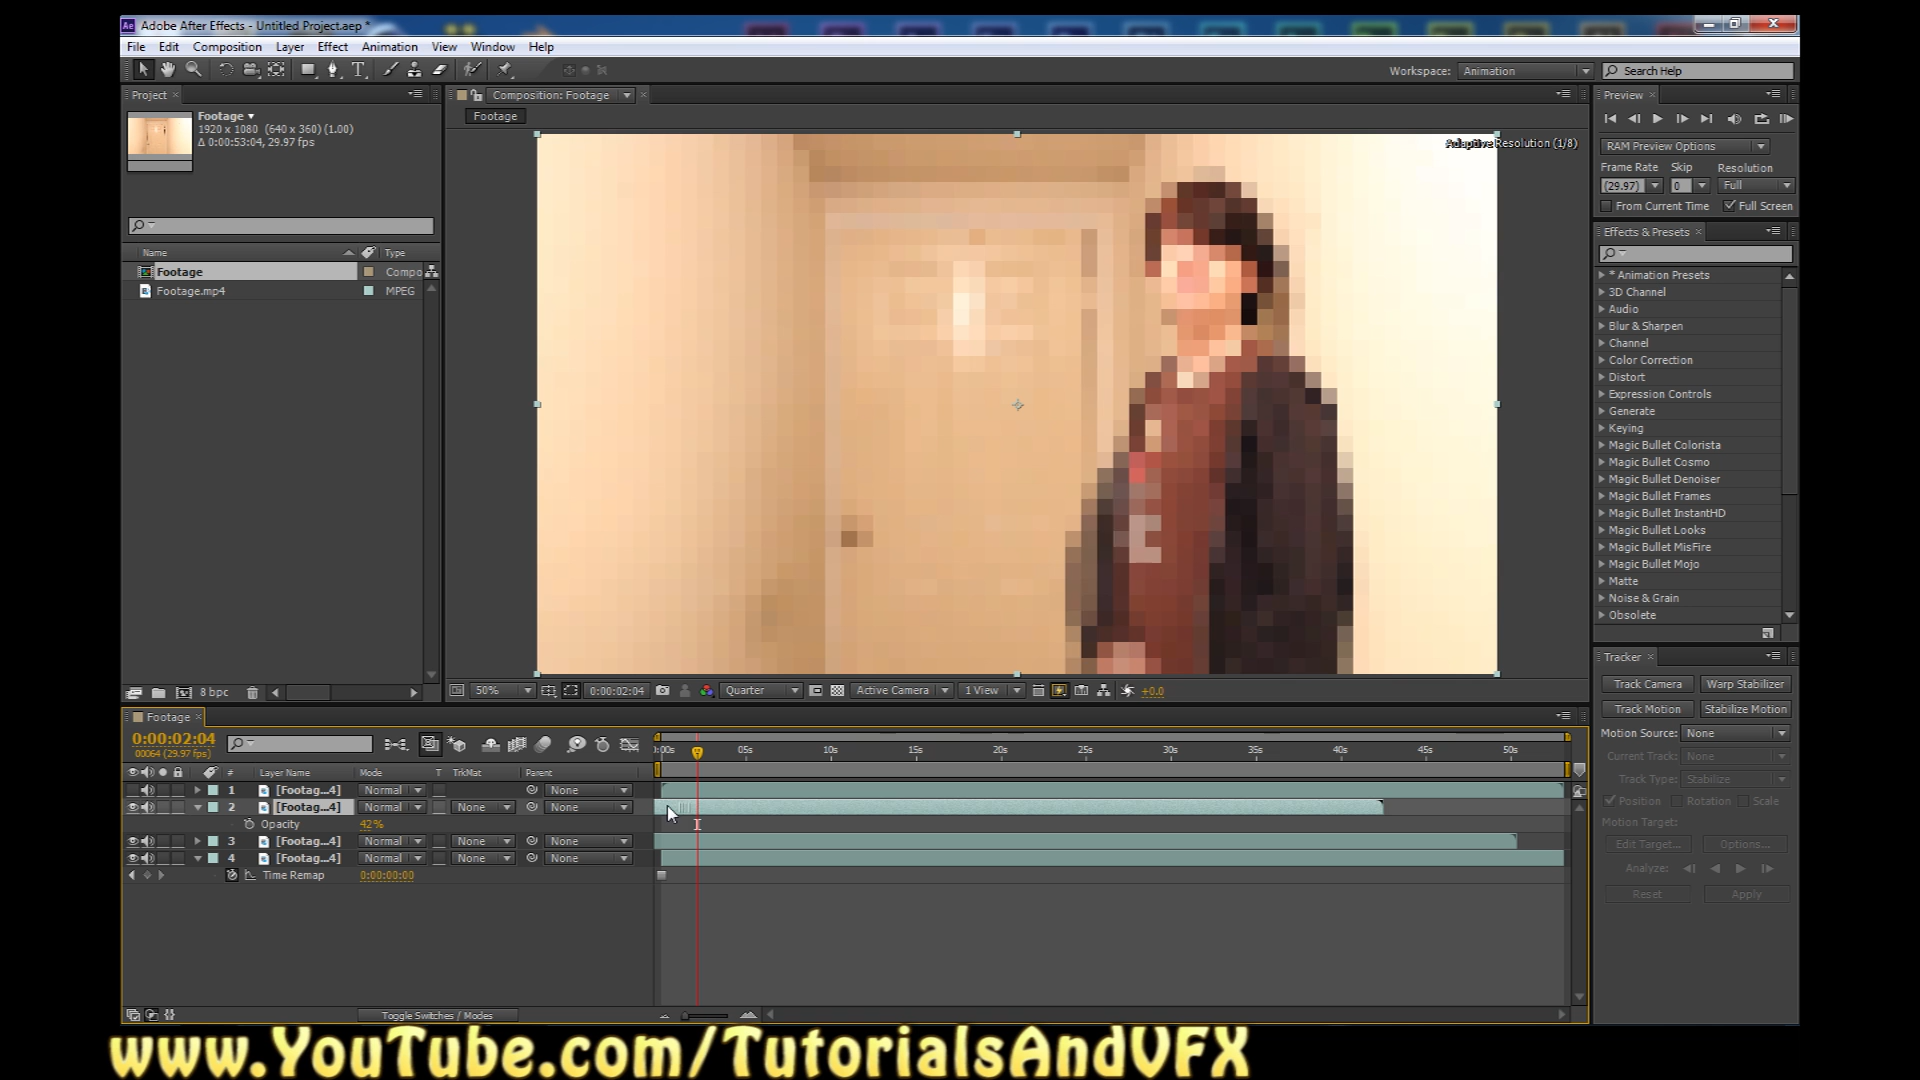 Adobe After Effects - Untitled Project.aep *
File Edit Composition Layer Effect Animation View Window Help
Workspace: Animation Search Help
Project
Footage
1920 x 1080 (640 x 360) (1.00)
Δ 0:00:53:04, 29.97 fps
Name Type
Footage Compo
Footage.mp4 MPEG
8 bpc
Composition: Footage
Footage
Adaptive Resolution (1/8)
50% 0:00:02:04 Quarter Active Camera 1 View +0.0
Preview
RAM Preview Options
Frame Rate Skip Resolution
(29.97) 0 Full
From Current Time Full Screen
Effects & Presets
* Animation Presets
3D Channel
Audio
Blur & Sharpen
Channel
Color Correction
Distort
Expression Controls
Generate
Keying
Magic Bullet Colorista
Magic Bullet Cosmo
Magic Bullet Denoiser
Magic Bullet Frames
Magic Bullet InstantHD
Magic Bullet Looks
Magic Bullet MisFire
Magic Bullet Mojo
Matte
Noise & Grain
Obsolete
Tracker
Track Camera Warp Stabilizer
Track Motion Stabilize Motion
Motion Source: None
Current Track: None
Track Type: Stabilize
Position Rotation Scale
Motion Target:
Edit Target... Options...
Analyze:
Reset Apply
Footage
0:00:02:04
00064 (29.97 fps)
:00s 05s 10s 15s 20s 25s 30s 35s 40s 45s 50s
# Layer Name Mode T TrkMat Parent
1 [Footag...4] Normal None
2 [Footag...4] Normal None None
Opacity 42%
3 [Footag...4] Normal None None
4 [Footag...4] Normal None None
Time Remap 0:00:00:00
Toggle Switches / Modes
www.YouTube.com/TutorialsAndVFX